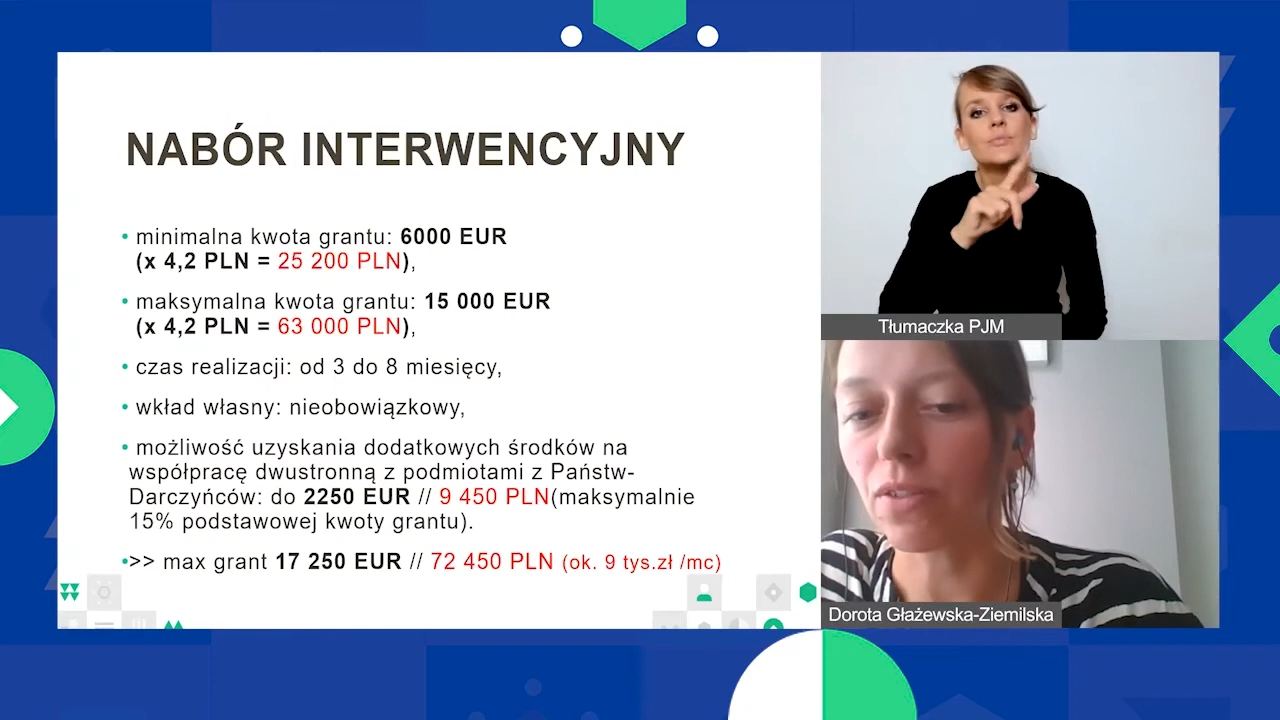 NABÓR INTERWENCYJNY
• minimalna kwota grantu: 6000 EUR
(x 4,2 PLN = 25 200 PLN),
• maksymalna kwota grantu: 15 000 EUR
(x 4,2 PLN = 63 000 PLN),
• czas realizacji: od 3 do 8 miesięcy,
• wkład własny: nieobowiązkowy,
• możliwość uzyskania dodatkowych środków na
współpracę dwustronną z podmiotami z Państw-
Darczyńców: do 2250 EUR // 9 450 PLN(maksymalnie
15% podstawowej kwoty grantu).
•>> max grant 17 250 EUR // 72 450 PLN (ok. 9 tys.zł /mc)
Tłumaczka PJM
Dorota Głażewska-Ziemilska